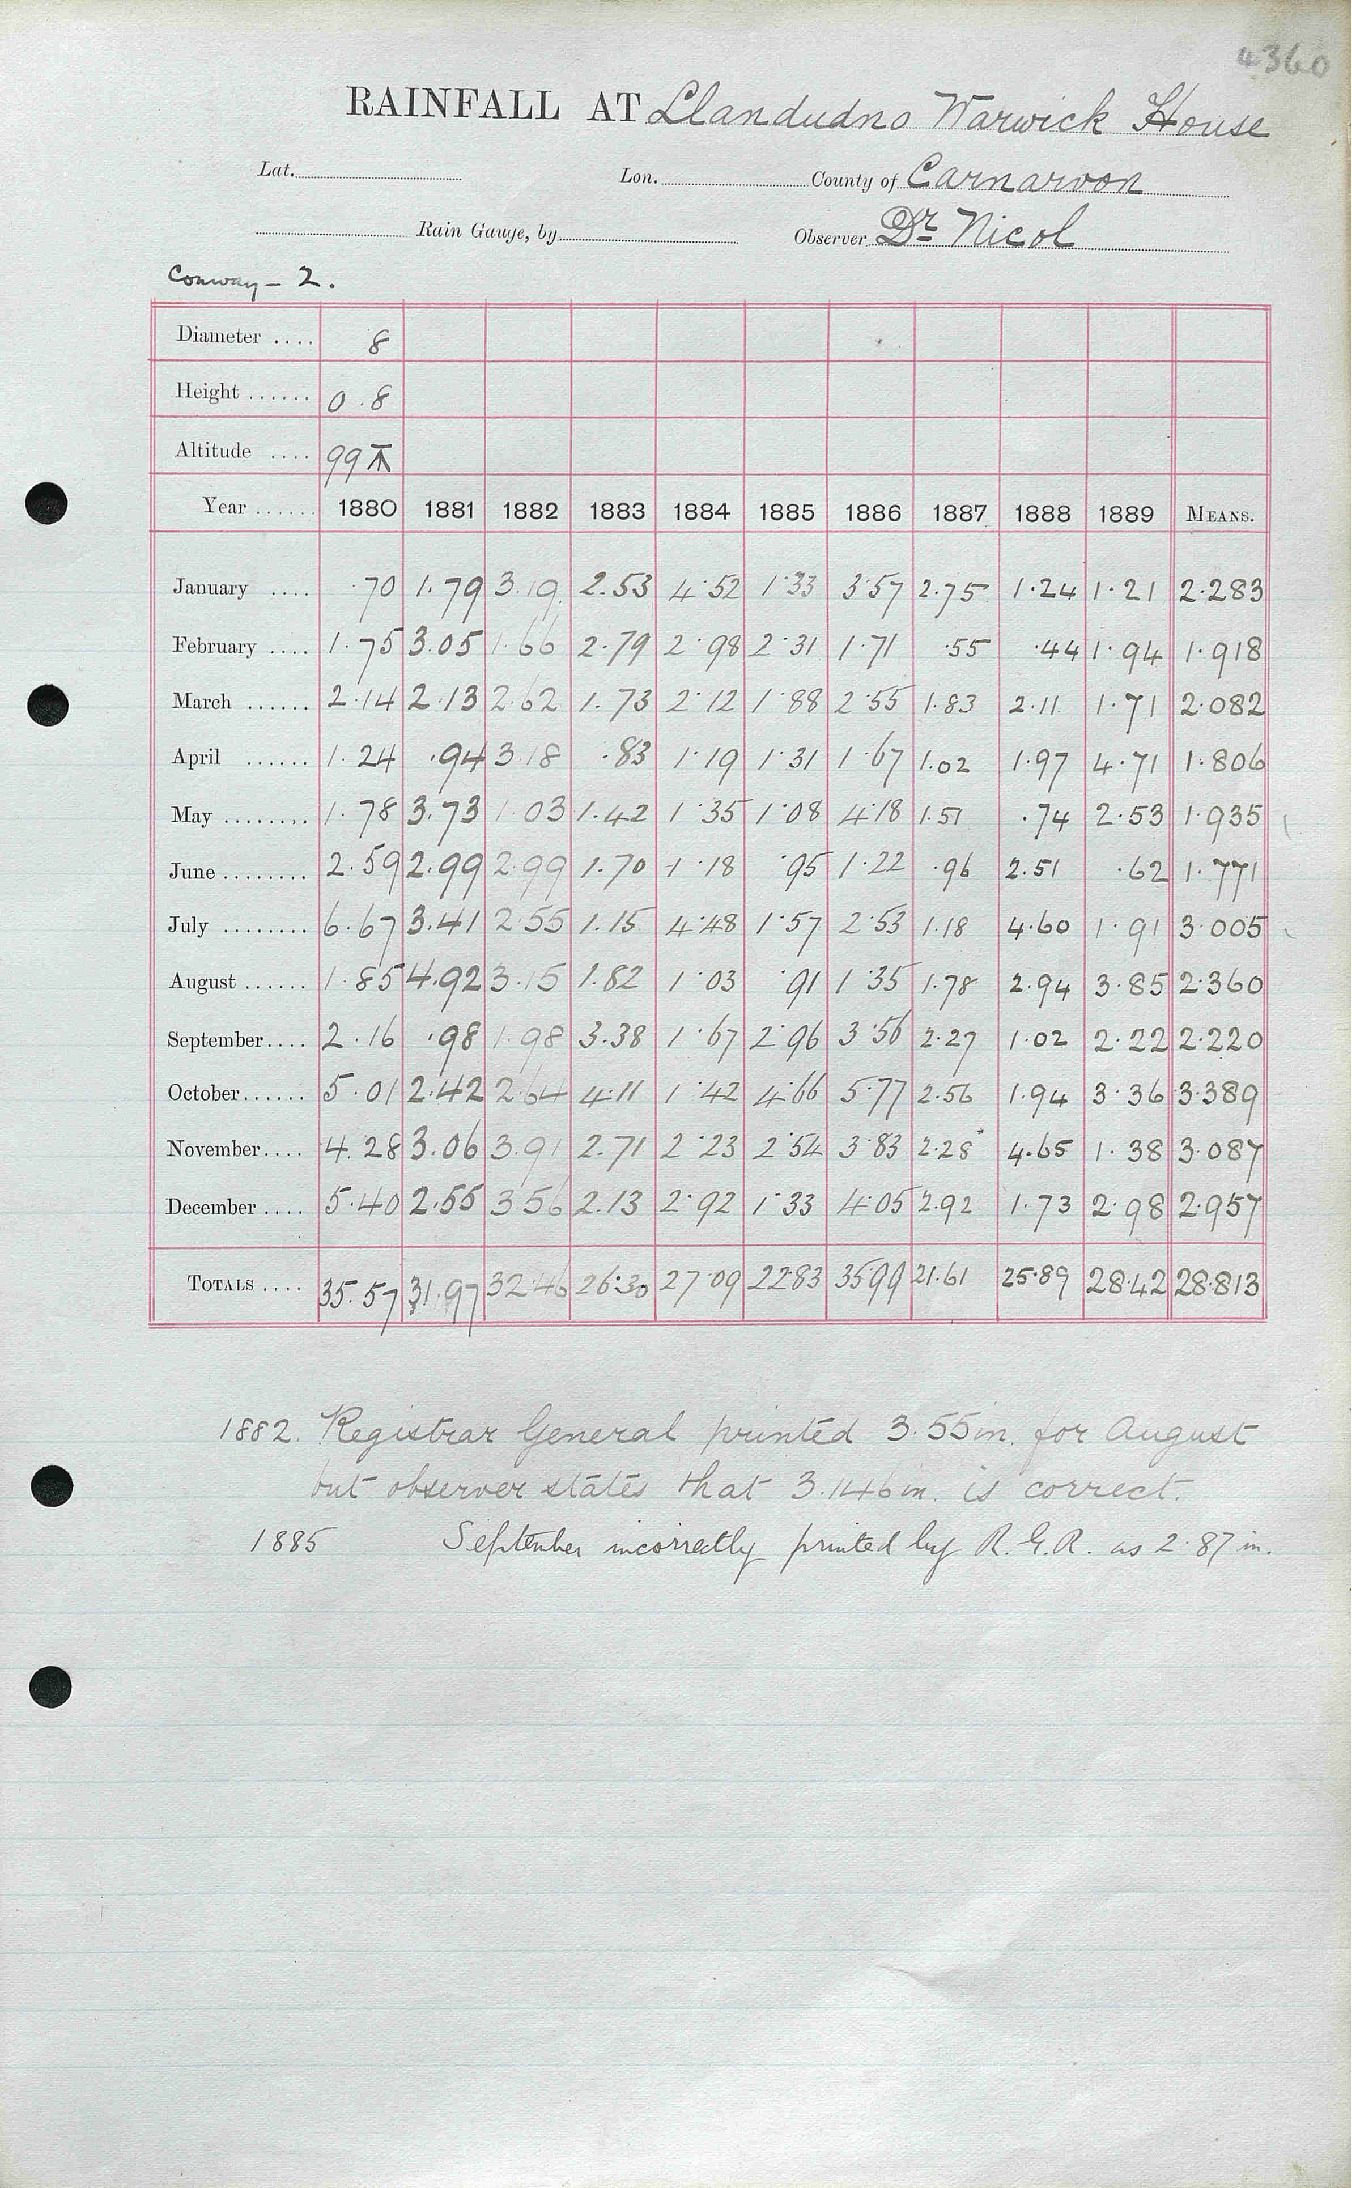 4360
RAINFALL AT Llandudno Warwick House
Lat. Lon. County of Carnarvon
Rain Gauge, by Observer Dr Nicol
Conway - 2.
Diameter .... 8
Height ...... 0.8
Altitude .... 99
Year ...... 1880 1881 1882 1883 1884 1885 1886 1887 1888 1889 MEANS.
January .... .70 1.79 3.19 2.53 4.52 1.33 3.57 2.75 1.24 1.21 2.283
February .... 1.75 3.05 1.66 2.79 2.98 2.31 1.71 .55 .44 1.94 1.918
March ...... 2.14 2.13 2.62 1.73 2.12 1.88 2.55 1.83 2.11 1.71 2.082
April ...... 1.24 .94 3.18 .83 1.19 1.31 1.67 1.02 1.97 4.71 1.806
May ........ 1.78 3.73 1.03 1.42 1.35 1.08 4.18 1.51 .74 2.53 1.935
June ........ 2.59 2.99 2.99 1.70 1.18 .95 1.22 .96 2.51 .62 1.771
July ........ 6.67 3.41 2.55 1.15 4.48 1.57 2.53 1.18 4.60 1.91 3.005
August ...... 1.85 4.92 3.15 1.82 1.03 .91 1.35 1.78 2.94 3.85 2.360
September.... 2.16 .98 1.98 3.38 1.67 2.96 3.56 2.27 1.02 2.22 2.220
October...... 5.01 2.42 2.64 4.11 1.42 4.66 5.77 2.56 1.94 3.36 3.389
November.... 4.28 3.06 3.91 2.71 2.23 2.54 3.83 2.28 4.65 1.38 3.087
December .... 5.40 2.55 3.56 2.13 2.92 1.33 4.05 2.92 1.73 2.98 2.957
TOTALS .... 35.57 31.97 32.46 26.30 27.09 22.83 35.99 21.61 25.89 28.42 28.813
1882. Registrar General printed 3.55 in. for August
but observer states that 3.146 in. is correct.
1885 September incorrectly printed by R.G.R. as 2.87 in.